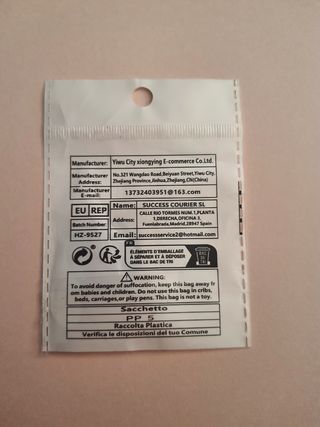 Manufacturer: Yiwu City xiongying E-commerce Co.Ltd.
Manufacturer Address: No.321 Wangdao Road,Beiyuan Street,Yiwu City, Zhejiang Province,Jinhua,Zhejiang,CN(China)
Manufacturer E-mail: 13732403951@163.com
EU REP
Batch Number
HZ-9527
Name: SUCCESS COURIER SL
Address: CALLE RIO TORMES NUM.1,PLANTA
1,DERECHA,OFICINA 3,
Fuenlabrada,Madrid,28947 Spain
Email: successservice2@hotmail.com
FR
ÉLÉMENTS D'EMBALLAGE
À SÉPARER ET À DÉPOSER
DANS LE BAC DE TRI
BAC
DE
TRI
WARNING:
To avoid danger of suffocation, keep this bag away fr
om babies and children. Do not use this bag in cribs,
beds, carriages,or play pens. This bag is not a toy.
Sacchetto
PP 5
Raccolta Plastica
Verifica le disposizioni del tuo Comune